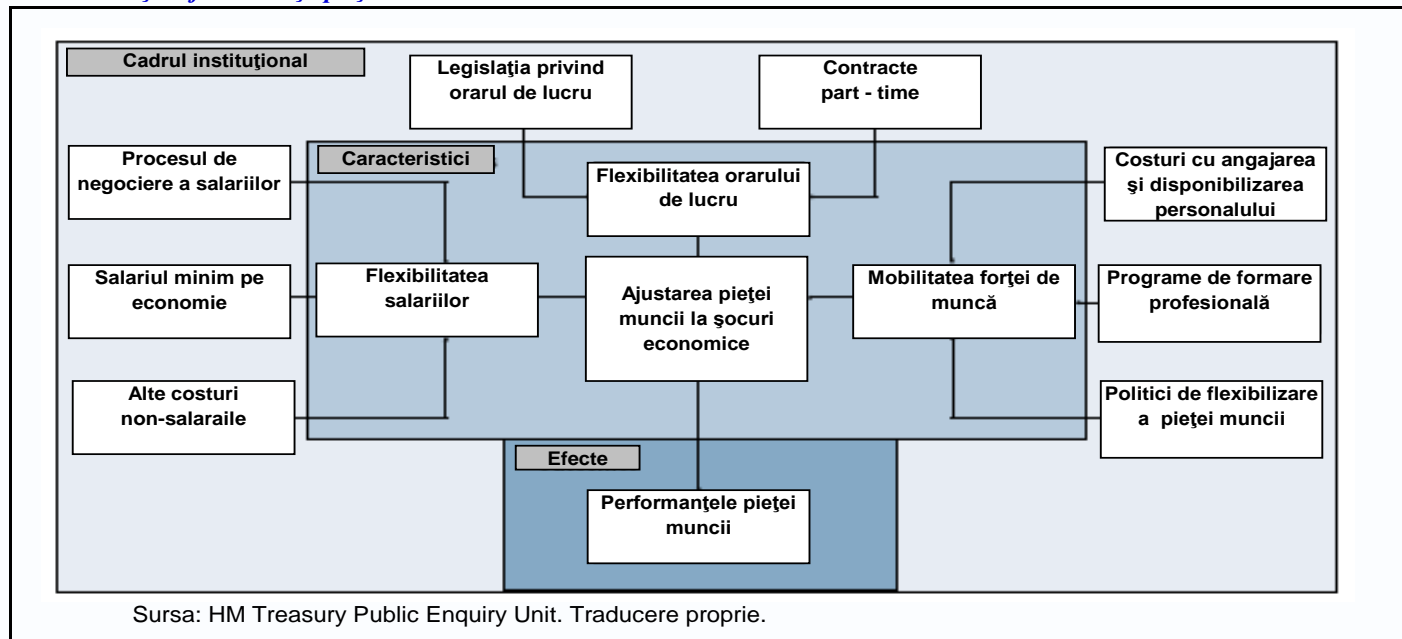 Cadrul instituţional
Legislaţia privind
orarul de lucru
Contracte
part - time
Procesul de
negociere a salariilor
Caracteristici
Flexibilitatea orarului
de lucru
Costuri cu angajarea
şi disponibilizarea
personalului
Salariul minim pe
economie
Flexibilitatea
salariilor
Ajustarea pieţei
muncii la şocuri
economice
Mobilitatea forţei de
muncă
Programe de formare
profesională
Alte costuri
non-salaraile
Politici de flexibilizare
a pieţei muncii
Efecte
Performanţele pieţei
muncii
Sursa: HM Treasury Public Enquiry Unit. Traducere proprie.